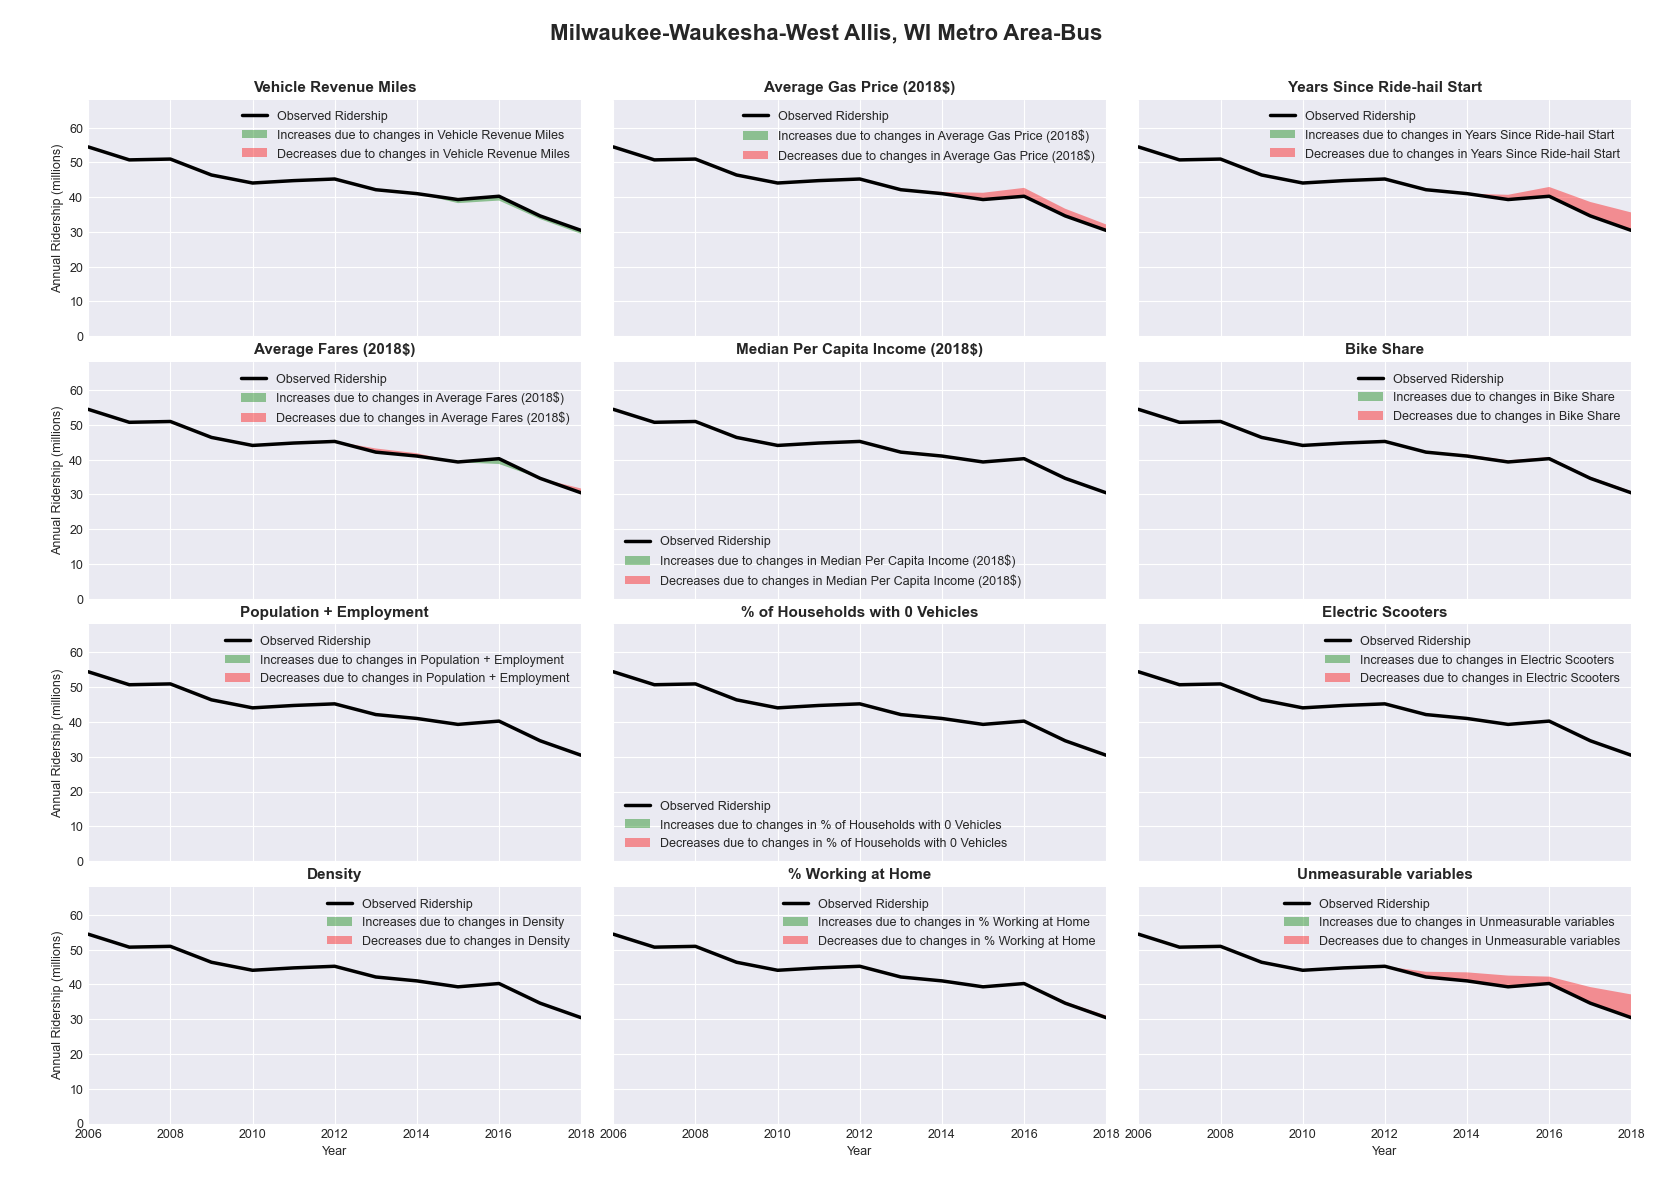 Milwaukee-Waukesha-West Allis, WI Metro Area-Bus
Vehicle Revenue Miles
Observed Ridership
Increases due to changes in Vehicle Revenue Miles
Decreases due to changes in Vehicle Revenue Miles
Annual Ridership (millions)
60
50
40
30
20
10
0
Average Gas Price (2018$)
Observed Ridership
Increases due to changes in Average Gas Price (2018$)
Decreases due to changes in Average Gas Price (2018$)
Years Since Ride-hail Start
Observed Ridership
Increases due to changes in Years Since Ride-hail Start
Decreases due to changes in Years Since Ride-hail Start
Average Fares (2018$)
Observed Ridership
Increases due to changes in Average Fares (2018$)
Decreases due to changes in Average Fares (2018$)
Annual Ridership (millions)
60
50
40
30
20
10
0
Median Per Capita Income (2018$)
Observed Ridership
Increases due to changes in Median Per Capita Income (2018$)
Decreases due to changes in Median Per Capita Income (2018$)
Bike Share
Observed Ridership
Increases due to changes in Bike Share
Decreases due to changes in Bike Share
Population + Employment
Observed Ridership
Increases due to changes in Population + Employment
Decreases due to changes in Population + Employment
Annual Ridership (millions)
60
50
40
30
20
10
0
% of Households with 0 Vehicles
Observed Ridership
Increases due to changes in % of Households with 0 Vehicles
Decreases due to changes in % of Households with 0 Vehicles
Electric Scooters
Observed Ridership
Increases due to changes in Electric Scooters
Decreases due to changes in Electric Scooters
Density
Observed Ridership
Increases due to changes in Density
Decreases due to changes in Density
Annual Ridership (millions)
60
50
40
30
20
10
0
2006 2008 2010 2012 2014 2016 2018
Year
% Working at Home
Observed Ridership
Increases due to changes in % Working at Home
Decreases due to changes in % Working at Home
2006 2008 2010 2012 2014 2016 2018
Year
Unmeasurable variables
Observed Ridership
Increases due to changes in Unmeasurable variables
Decreases due to changes in Unmeasurable variables
2006 2008 2010 2012 2014 2016 2018
Year